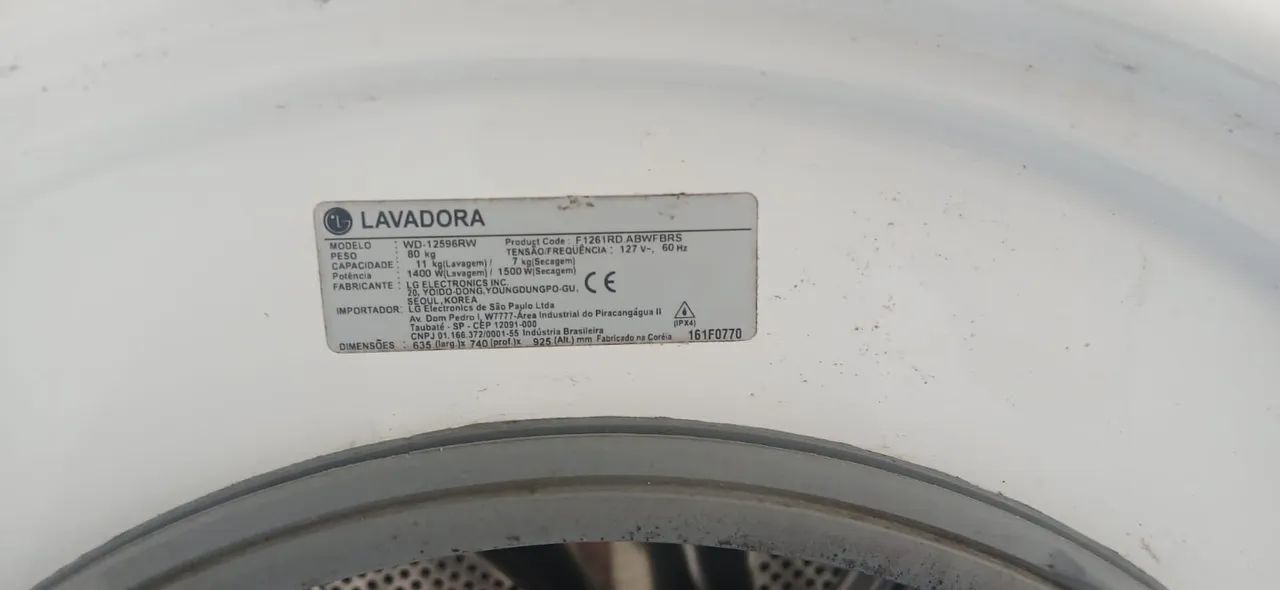 LG LAVADORA
MODELO : WD-12596RW Product Code : F1261RD.ABWFBRS
PESO : 80 kg TENSÃO/FREQUÊNCIA : 127 V~, 60 Hz
CAPACIDADE : 11 kg(Lavagem) / 7 kg(Secagem)
Potência : 1400 W(Lavagem) / 1500 W(Secagem)
FABRICANTE : LG ELECTRONICS INC.
20, YOIDO-DONG,YOUNGDUNGPO-GU,
SEOUL,KOREA
CE
IMPORTADOR: LG Electronics de São Paulo Ltda
Av. Dom Pedro I, W7777-Área Industrial do Piracangágua II
Taubaté - SP - CEP 12091-000
CNPJ 01.166.372/0001-55 Indústria Brasileira
(IPX4)
DIMENSÕES : 635 (larg.)x 740 (prof.)x 925 (Alt.) mm Fabricado na Coréia 161F0770